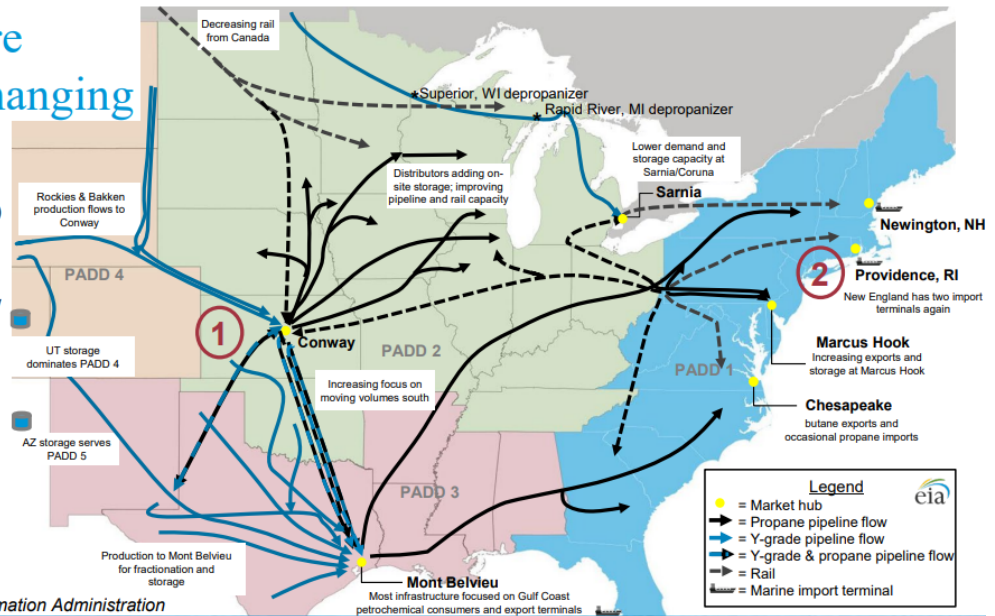 re
hanging
Decreasing rail
from Canada
Superior, WI depropanizer
Rapid River, MI depropanizer
Lower demand and
storage capacity at
Sarnia/Coruna
Sarnia
Distributors adding on-
site storage; improving
pipeline and rail capacity
Rockies & Bakken
production flows to
Conway
Newington, NH
PADD 4
2
Providence, RI
New England has two import
terminals again
1
Conway
PADD 2
Marcus Hook
Increasing exports and
storage at Marcus Hook
UT storage
dominates PADD 4
PADD 1
Increasing focus on
moving volumes south
Chesapeake
butane exports and
occasional propane imports
AZ storage serves
PADD 5
PADD 3
Legend
eia
= Market hub
= Propane pipeline flow
= Y-grade pipeline flow
= Y-grade & propane pipeline flow
= Rail
= Marine import terminal
Production to Mont Belvieu
for fractionation and
storage
Mont Belvieu
Most infrastructure focused on Gulf Coast
petrochemical consumers and export terminals
mation Administration